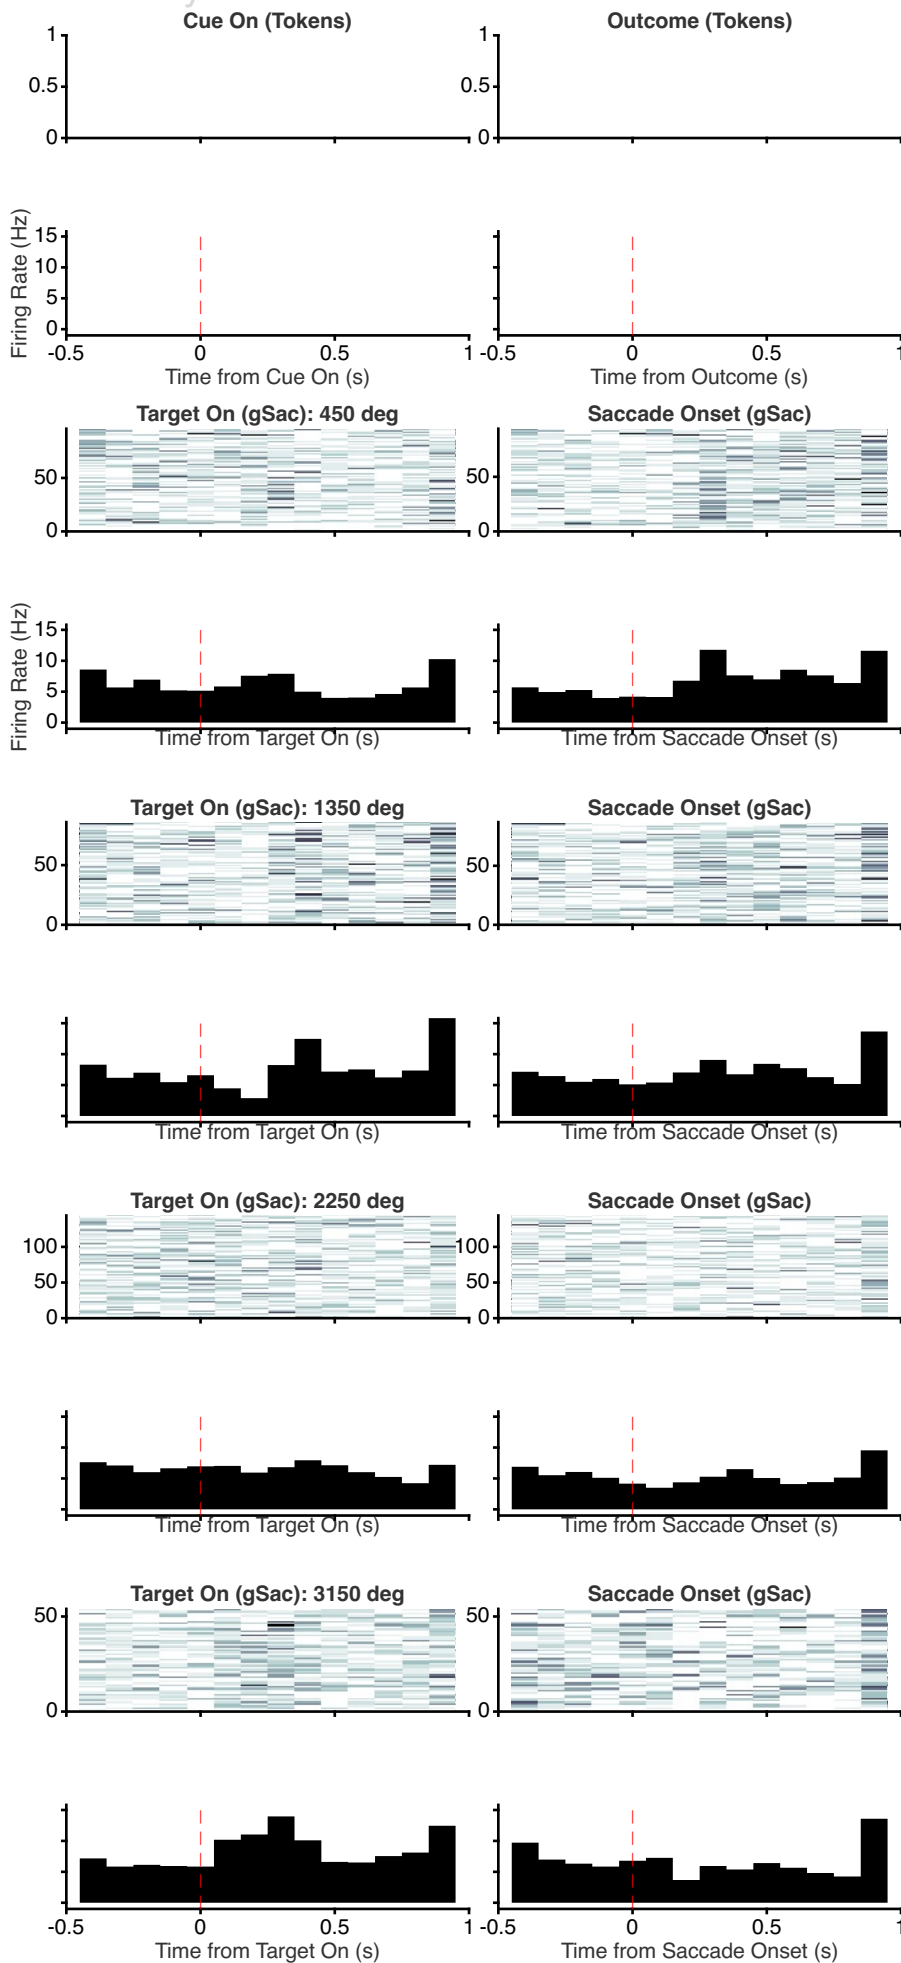 Cue On (Tokens) Outcome (Tokens)
1 1
0.5 0.5
0 0
Firing Rate (Hz)
15
10
5
0
-0.5 0 0.5 1 -0.5 0 0.5 1
Time from Cue On (s) Time from Outcome (s)
Target On (gSac): 450 deg Saccade Onset (gSac)
50 50
0 0
Firing Rate (Hz)
15
10
5
0
Time from Target On (s) Time from Saccade Onset (s)
Target On (gSac): 1350 deg Saccade Onset (gSac)
50 50
0 0
Time from Target On (s) Time from Saccade Onset (s)
Target On (gSac): 2250 deg Saccade Onset (gSac)
100 100
50 50
0 0
Time from Target On (s) Time from Saccade Onset (s)
Target On (gSac): 3150 deg Saccade Onset (gSac)
50 50
0 0
-0.5 0 0.5 1 -0.5 0 0.5 1
Time from Target On (s) Time from Saccade Onset (s)